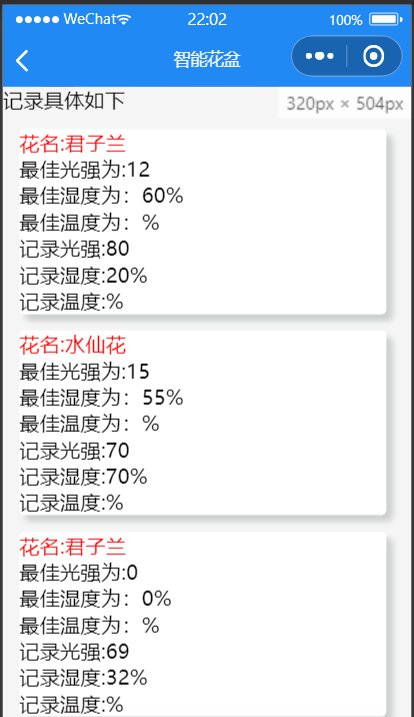 WeChat 22:02 100%
智能花盆
记录具体如下
320px × 504px
花名:君子兰
最佳光强为:12
最佳湿度为：60%
最佳温度为：%
记录光强:80
记录湿度:20%
记录温度:%
花名:水仙花
最佳光强为:15
最佳湿度为：55%
最佳温度为：%
记录光强:70
记录湿度:70%
记录温度:%
花名:君子兰
最佳光强为:0
最佳湿度为：0%
最佳温度为：%
记录光强:69
记录湿度:32%
记录温度:%